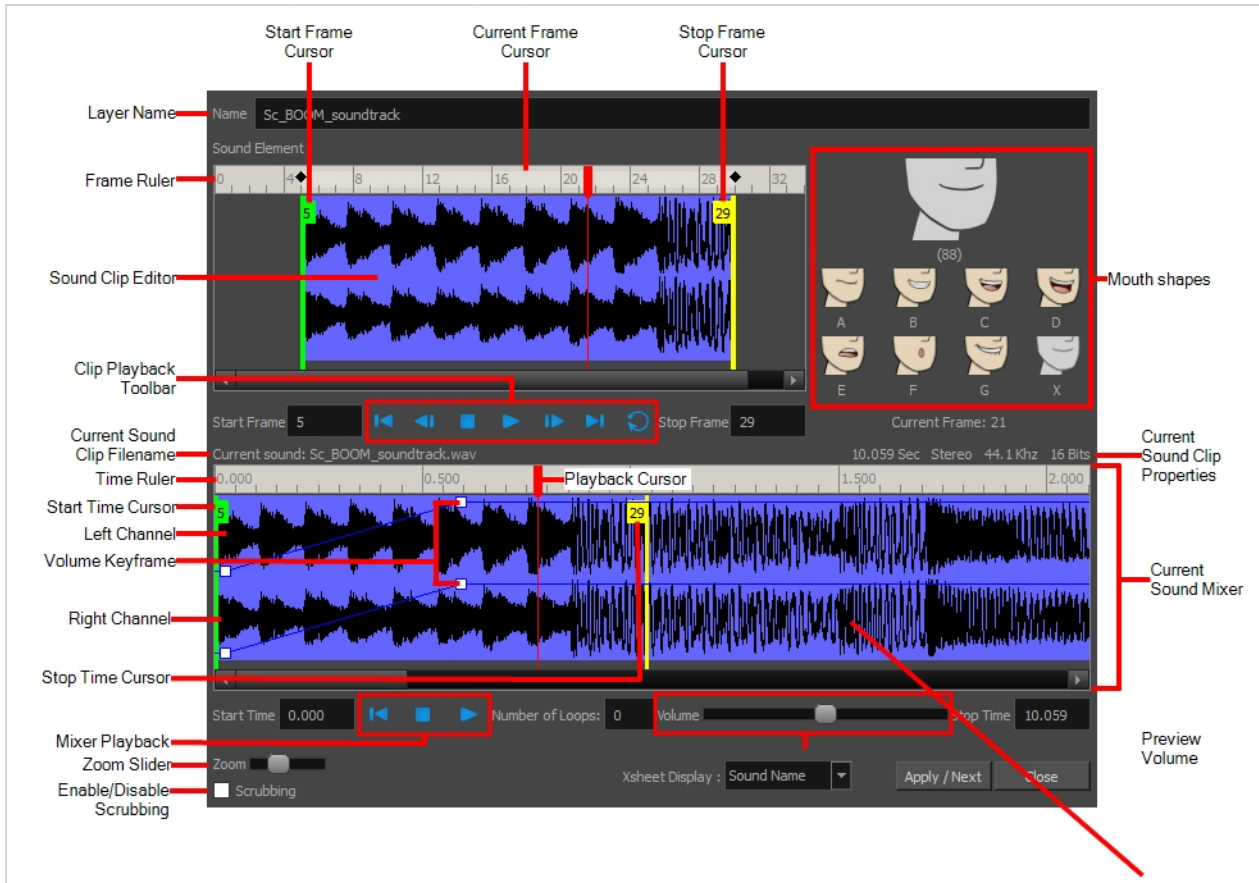 Start Frame
Cursor
Current Frame
Cursor
Stop Frame
Cursor
Layer Name
Name Sc_BOOM_soundtrack
Sound Element
Frame Ruler
0 4 8 12 16 20 24 28 32
5
29
Sound Clip Editor
(88)
Mouth shapes
A B C D
E F G X
Clip Playback
Toolbar
Start Frame 5
Stop Frame 29
Current Frame: 21
Current Sound
Clip Filename
Current sound: Sc_BOOM_soundtrack.wav
10.059 Sec Stereo 44.1 Khz 16 Bits
Current
Sound Clip
Properties
Time Ruler
0.000 0.500 1.500 2.000
Playback Cursor
Start Time Cursor
5
29
Left Channel
Volume Keyframe
Current
Sound Mixer
Right Channel
Stop Time Cursor
Start Time 0.000
Number of Loops: 0
Volume
Stop Time 10.059
Mixer Playback
Preview
Volume
Zoom Slider
Zoom
Xsheet Display : Sound Name
Apply / Next
Close
Enable/Disable
Scrubbing
Scrubbing